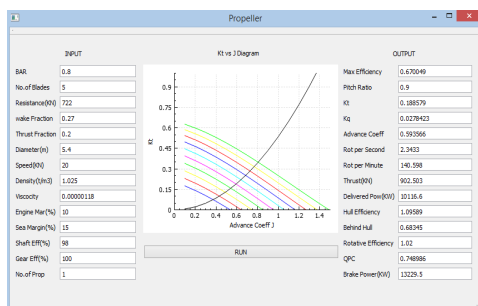 Propeller
INPUT
BAR 0.8
No.of Blades 5
Resistance(KN) 722
wake Fraction 0.27
Thrust Fraction 0.2
Diameter(m) 5.4
Speed(KN) 20
Density(t/m3) 1.025
Viscocity 0.00000118
Engine Mar(%) 10
Sea Margin(%) 15
Shaft Eff(%) 98
Gear Eff(%) 100
No.of Prop 1
Kt vs J Diagram
Kt
0.9
0.75
0.6
0.45
0.3
0.15
0
0 0.2 0.4 0.6 0.8 1 1.2 1.4
Advance Coeff J
RUN
OUTPUT
Max Efficiency 0.670049
Pitch Ratio 0.9
Kt 0.188579
Kq 0.0278423
Advance Coeff 0.593566
Rot per Second 2.3433
Rot per Minute 140.598
Thrust(KN) 902.503
Delivered Pow(KW) 10116.6
Hull Efficiency 1.09589
Behind Hull 0.68345
Rotative Efficiency 1.02
QPC 0.748986
Brake Power(KW) 13229.5